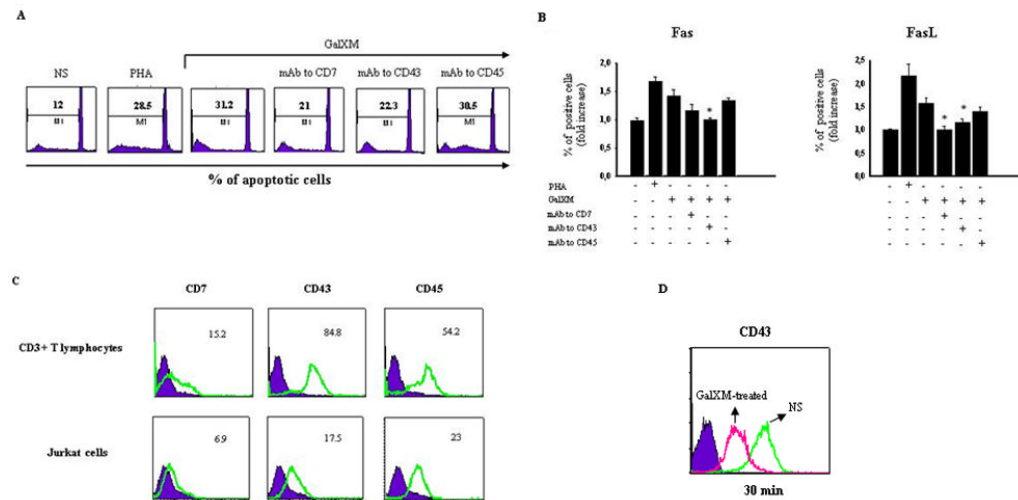 A
GalXM
NS PHA mAb to CD7 mAb to CD43 mAb to CD45
12 28.5 31.2 21 22.3 30.5
M1 M1 M1 M1 M1 M1
% of apoptotic cells
B
Fas
% of positive cells
(fold increase)
2,0
1,5
1,0
0,5
0,0
*
PHA - + - - - -
GalXM - - + + + +
mAb to CD7 - - - + - -
mAb to CD43 - - - - + -
mAb to CD45 - - - - - +
FasL
% of positive cells
(fold increase)
2,5
2,0
1,5
1,0
0,5
0,0
* *
- + - - - -
- - + + + +
- - - + - -
- - - - + -
- - - - - +
C
CD7 CD43 CD45
CD3+ T lymphocytes
15.2 84.8 54.2
Jurkat cells
6.9 17.5 23
D
CD43
GalXM-treated NS
30 min